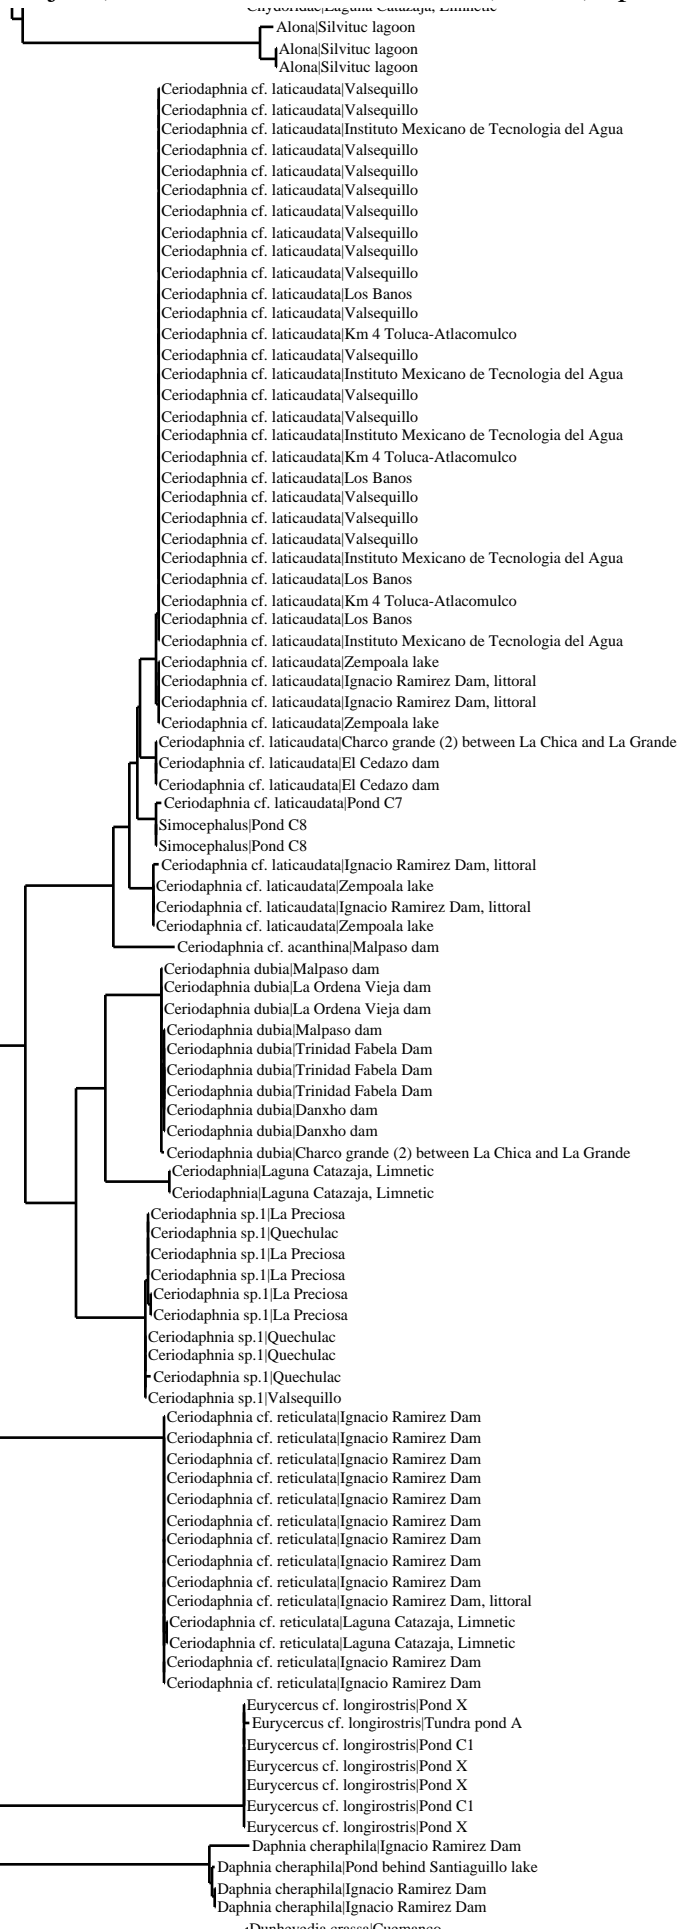 Chydoridae|Laguna Catazaja, Limnetic
Alona|Silvituc lagoon
Alona|Silvituc lagoon
Alona|Silvituc lagoon
Ceriodaphnia cf. laticaudata|Valsequillo
Ceriodaphnia cf. laticaudata|Valsequillo
Ceriodaphnia cf. laticaudata|Instituto Mexicano de Tecnologia del Agua
Ceriodaphnia cf. laticaudata|Valsequillo
Ceriodaphnia cf. laticaudata|Valsequillo
Ceriodaphnia cf. laticaudata|Valsequillo
Ceriodaphnia cf. laticaudata|Valsequillo
Ceriodaphnia cf. laticaudata|Valsequillo
Ceriodaphnia cf. laticaudata|Valsequillo
Ceriodaphnia cf. laticaudata|Valsequillo
Ceriodaphnia cf. laticaudata|Los Banos
Ceriodaphnia cf. laticaudata|Valsequillo
Ceriodaphnia cf. laticaudata|Km 4 Toluca-Atlacomulco
Ceriodaphnia cf. laticaudata|Valsequillo
Ceriodaphnia cf. laticaudata|Instituto Mexicano de Tecnologia del Agua
Ceriodaphnia cf. laticaudata|Valsequillo
Ceriodaphnia cf. laticaudata|Valsequillo
Ceriodaphnia cf. laticaudata|Instituto Mexicano de Tecnologia del Agua
Ceriodaphnia cf. laticaudata|Km 4 Toluca-Atlacomulco
Ceriodaphnia cf. laticaudata|Los Banos
Ceriodaphnia cf. laticaudata|Valsequillo
Ceriodaphnia cf. laticaudata|Valsequillo
Ceriodaphnia cf. laticaudata|Valsequillo
Ceriodaphnia cf. laticaudata|Instituto Mexicano de Tecnologia del Agua
Ceriodaphnia cf. laticaudata|Los Banos
Ceriodaphnia cf. laticaudata|Km 4 Toluca-Atlacomulco
Ceriodaphnia cf. laticaudata|Los Banos
Ceriodaphnia cf. laticaudata|Instituto Mexicano de Tecnologia del Agua
Ceriodaphnia cf. laticaudata|Zempoala lake
Ceriodaphnia cf. laticaudata|Ignacio Ramirez Dam, littoral
Ceriodaphnia cf. laticaudata|Ignacio Ramirez Dam, littoral
Ceriodaphnia cf. laticaudata|Zempoala lake
Ceriodaphnia cf. laticaudata|Charco grande (2) between La Chica and La Grande
Ceriodaphnia cf. laticaudata|El Cedazo dam
Ceriodaphnia cf. laticaudata|El Cedazo dam
Ceriodaphnia cf. laticaudata|Pond C7
Simocephalus|Pond C8
Simocephalus|Pond C8
Ceriodaphnia cf. laticaudata|Ignacio Ramirez Dam, littoral
Ceriodaphnia cf. laticaudata|Zempoala lake
Ceriodaphnia cf. laticaudata|Ignacio Ramirez Dam, littoral
Ceriodaphnia cf. laticaudata|Zempoala lake
Ceriodaphnia cf. acanthina|Malpaso dam
Ceriodaphnia dubia|Malpaso dam
Ceriodaphnia dubia|La Ordena Vieja dam
Ceriodaphnia dubia|La Ordena Vieja dam
Ceriodaphnia dubia|Malpaso dam
Ceriodaphnia dubia|Trinidad Fabela Dam
Ceriodaphnia dubia|Trinidad Fabela Dam
Ceriodaphnia dubia|Trinidad Fabela Dam
Ceriodaphnia dubia|Danxho dam
Ceriodaphnia dubia|Danxho dam
Ceriodaphnia dubia|Charco grande (2) between La Chica and La Grande
Ceriodaphnia|Laguna Catazaja, Limnetic
Ceriodaphnia|Laguna Catazaja, Limnetic
Ceriodaphnia sp.1|La Preciosa
Ceriodaphnia sp.1|Quechulac
Ceriodaphnia sp.1|La Preciosa
Ceriodaphnia sp.1|La Preciosa
Ceriodaphnia sp.1|La Preciosa
Ceriodaphnia sp.1|La Preciosa
Ceriodaphnia sp.1|Quechulac
Ceriodaphnia sp.1|Quechulac
Ceriodaphnia sp.1|Quechulac
Ceriodaphnia sp.1|Valsequillo
Ceriodaphnia cf. reticulata|Ignacio Ramirez Dam
Ceriodaphnia cf. reticulata|Ignacio Ramirez Dam
Ceriodaphnia cf. reticulata|Ignacio Ramirez Dam
Ceriodaphnia cf. reticulata|Ignacio Ramirez Dam
Ceriodaphnia cf. reticulata|Ignacio Ramirez Dam
Ceriodaphnia cf. reticulata|Ignacio Ramirez Dam
Ceriodaphnia cf. reticulata|Ignacio Ramirez Dam
Ceriodaphnia cf. reticulata|Ignacio Ramirez Dam
Ceriodaphnia cf. reticulata|Ignacio Ramirez Dam
Ceriodaphnia cf. reticulata|Ignacio Ramirez Dam, littoral
Ceriodaphnia cf. reticulata|Laguna Catazaja, Limnetic
Ceriodaphnia cf. reticulata|Laguna Catazaja, Limnetic
Ceriodaphnia cf. reticulata|Ignacio Ramirez Dam
Ceriodaphnia cf. reticulata|Ignacio Ramirez Dam
Eurycercus cf. longirostris|Pond X
Eurycercus cf. longirostris|Tundra pond A
Eurycercus cf. longirostris|Pond C1
Eurycercus cf. longirostris|Pond X
Eurycercus cf. longirostris|Pond X
Eurycercus cf. longirostris|Pond C1
Eurycercus cf. longirostris|Pond X
Daphnia cheraphila|Ignacio Ramirez Dam
Daphnia cheraphila|Pond behind Santiaguillo lake
Daphnia cheraphila|Ignacio Ramirez Dam
Daphnia cheraphila|Ignacio Ramirez Dam
Dunhevedia crassa|Cuemanco